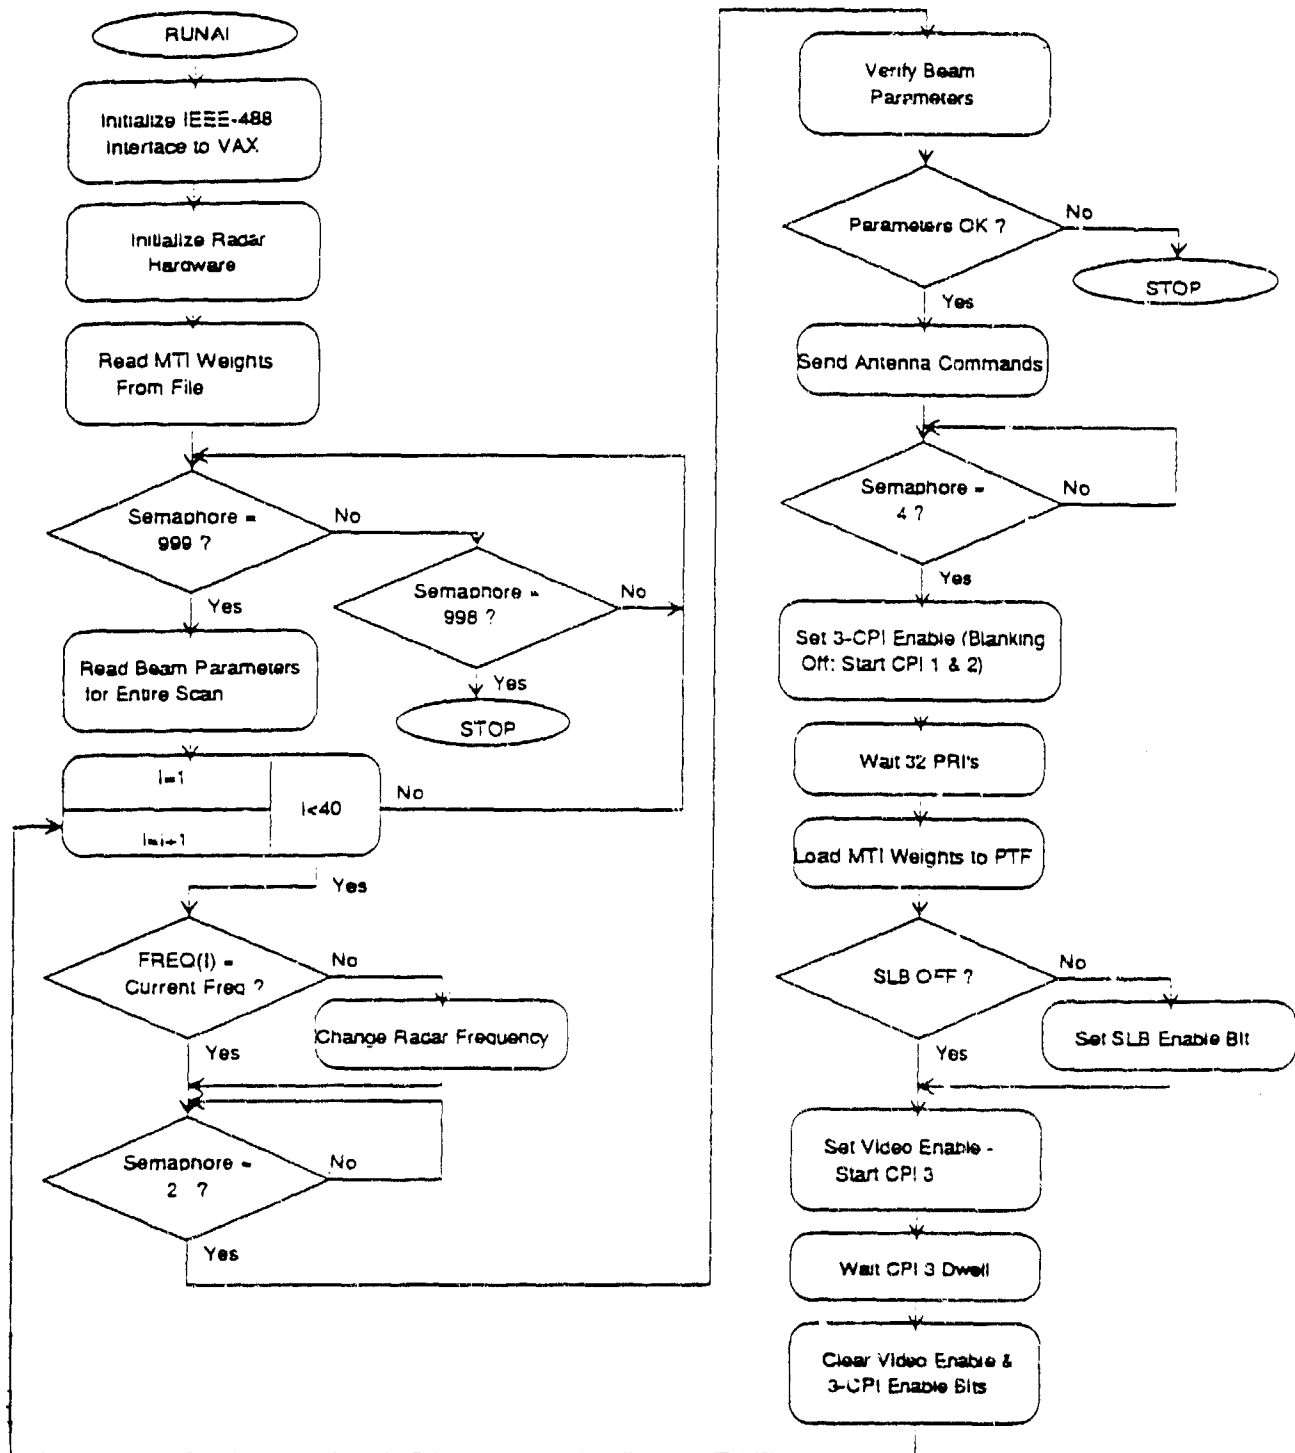 RUNAI
Initialize IEEE-488
Interface to VAX
Initialize Radar
Hardware
Read MTI Weights
From File
Semaphore =
999 ?
No
Yes
Semaphore =
998 ?
No
Yes
STOP
Read Beam Parameters
for Entire Scan
I=1
I=I+1
I<40
No
Yes
FREQ(I) =
Current Freq ?
No
Change Radar Frequency
Yes
Semaphore =
2 ?
No
Yes
Verify Beam
Parameters
Parameters OK ?
No
STOP
Yes
Send Antenna Commands
Semaphore =
4 ?
No
Yes
Set 3-CPI Enable (Blanking
Off: Start CPI 1 & 2)
Wait 32 PRI's
Load MTI Weights to PTF
SLB OFF ?
No
Set SLB Enable Bit
Yes
Set Video Enable -
Start CPI 3
Wait CPI 3 Dwell
Clear Video Enable &
3-CPI Enable Bits